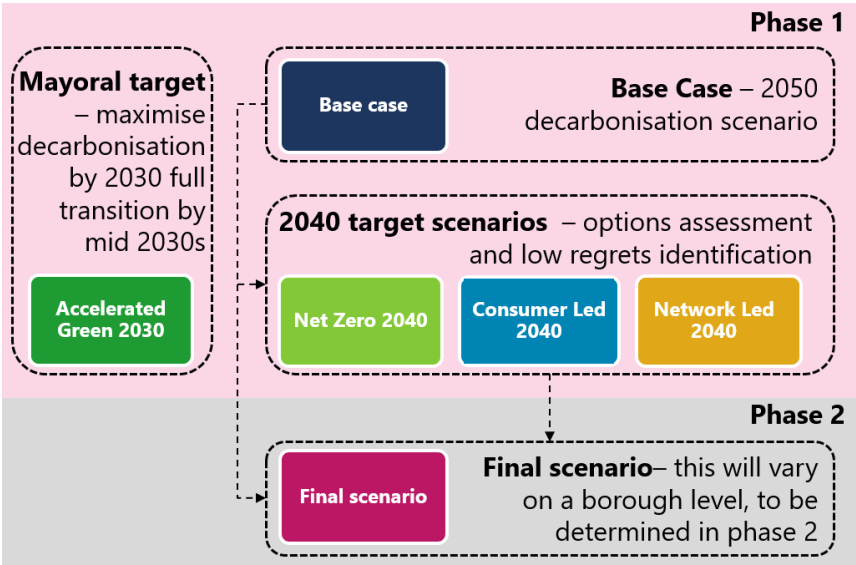 Phase 1
Mayoral target
– maximise
decarbonisation
by 2030 full
transition by
mid 2030s
Accelerated
Green 2030
Base case
Base Case – 2050
decarbonisation scenario
2040 target scenarios – options assessment
and low regrets identification
Net Zero 2040
Consumer Led
2040
Network Led
2040
Phase 2
Final scenario
Final scenario– this will vary
on a borough level, to be
determined in phase 2